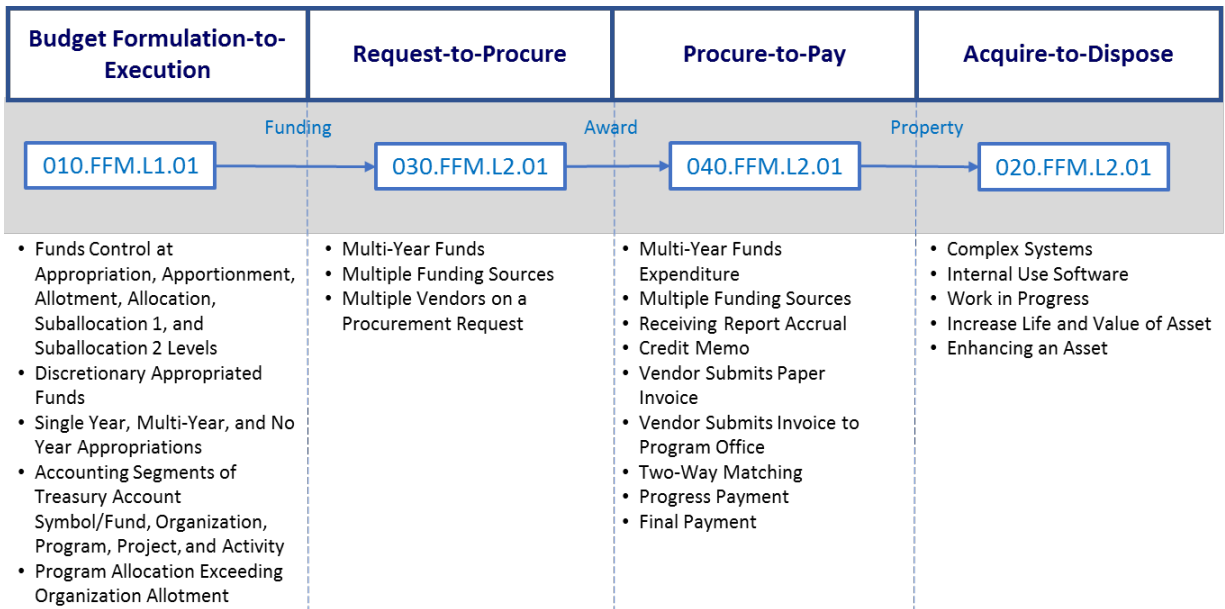 Budget Formulation-to-
Execution
Request-to-Procure
Procure-to-Pay
Acquire-to-Dispose
Funding
Award
Property
010.FFM.L1.01
030.FFM.L2.01
040.FFM.L2.01
020.FFM.L2.01
• Funds Control at
Appropriation, Apportionment,
Allotment, Allocation,
Suballocation 1, and
Suballocation 2 Levels
• Discretionary Appropriated
Funds
• Single Year, Multi-Year, and No
Year Appropriations
• Accounting Segments of
Treasury Account
Symbol/Fund, Organization,
Program, Project, and Activity
• Program Allocation Exceeding
Organization Allotment
• Multi-Year Funds
• Multiple Funding Sources
• Multiple Vendors on a
Procurement Request
• Multi-Year Funds
Expenditure
• Multiple Funding Sources
• Receiving Report Accrual
• Credit Memo
• Vendor Submits Paper
Invoice
• Vendor Submits Invoice to
Program Office
• Two-Way Matching
• Progress Payment
• Final Payment
• Complex Systems
• Internal Use Software
• Work in Progress
• Increase Life and Value of Asset
• Enhancing an Asset